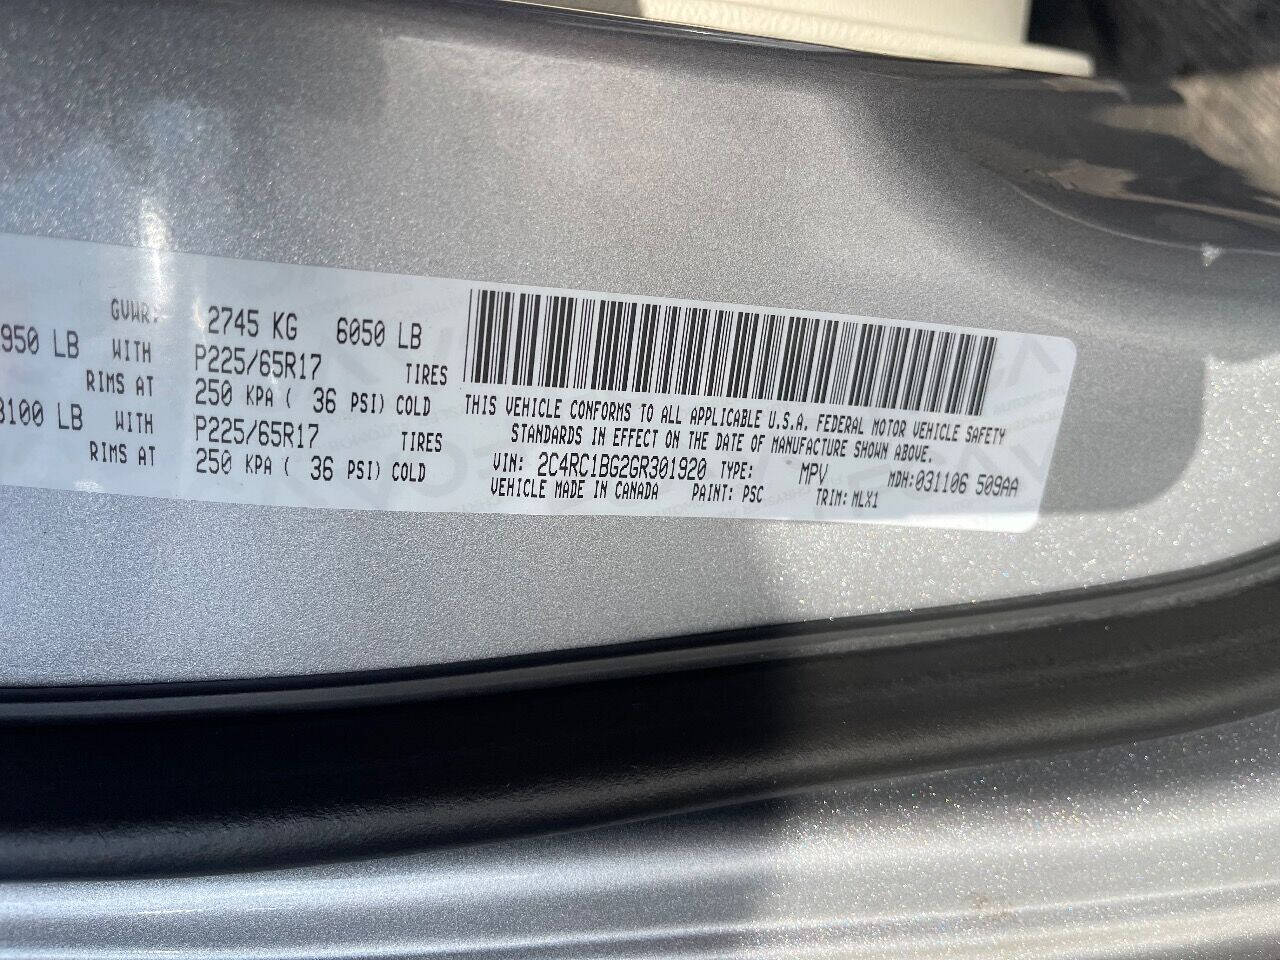 GVWR: 2745 KG 6050 LB
950 LB WITH P225/65R17 TIRES
RIMS AT 250 KPA ( 36 PSI) COLD
3100 LB WITH P225/65R17 TIRES
RIMS AT 250 KPA ( 36 PSI) COLD
THIS VEHICLE CONFORMS TO ALL APPLICABLE U.S.A. FEDERAL MOTOR VEHICLE SAFETY
STANDARDS IN EFFECT ON THE DATE OF MANUFACTURE SHOWN ABOVE.
VIN: 2C4RC1BG2GR301920 TYPE: MPV MDH:031106 509AA
VEHICLE MADE IN CANADA PAINT: PSC TRIM: MLX1